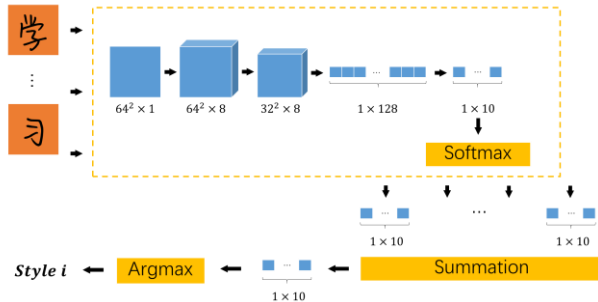 学
⋮
习
64² × 1
64² × 8
32² × 8
...
1 × 128
...
1 × 10
Softmax
...
1 × 10
...
...
1 × 10
Style i
Argmax
...
1 × 10
Summation